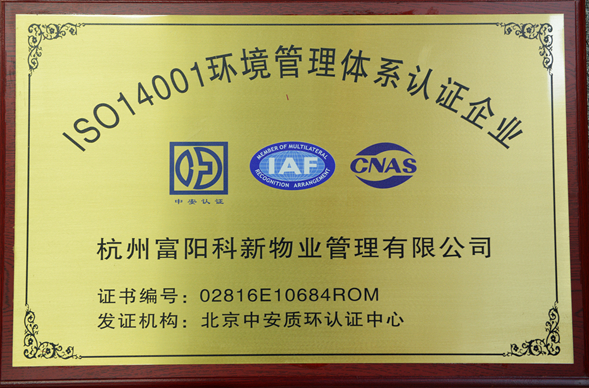 ISO14001环境管理体系认证企业
中安认证
MEMBER OF MULTILATERAL
IAF
RECOGNITION ARRANGEMENT
CNAS
杭州富阳科新物业管理有限公司
证书编号：02816E10684ROM
发证机构：北京中安质环认证中心